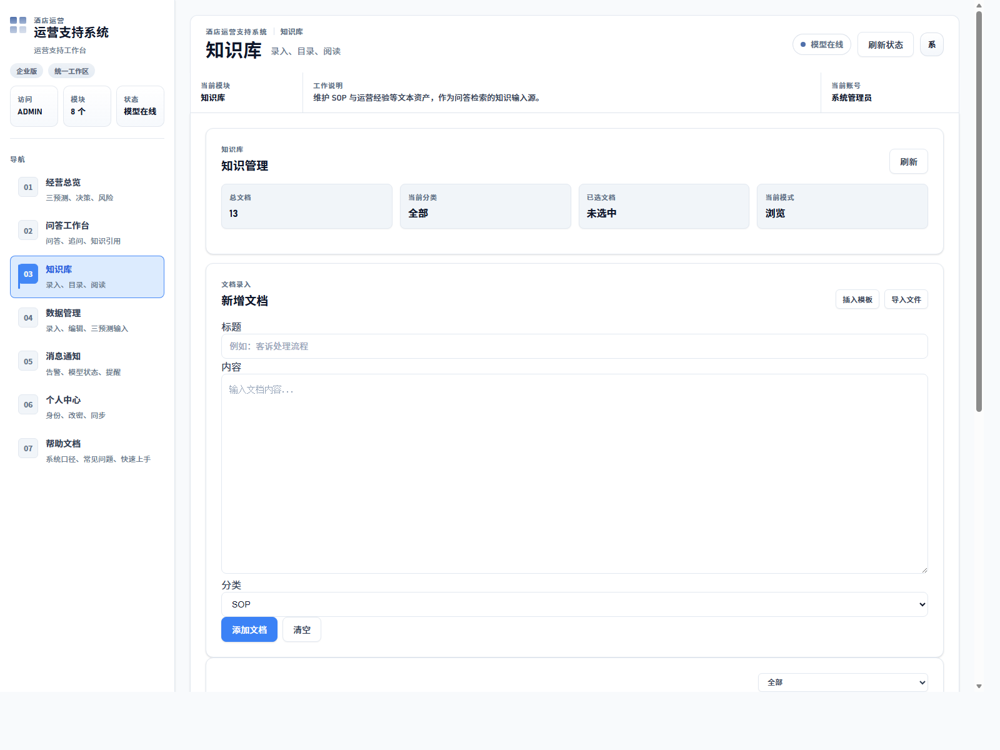 酒店运营
运营支持系统
运营支持工作台
企业版
统一工作区
访问
ADMIN
模块
8 个
状态
模型在线
导航
01
经营总览
三预测、决策、风险
02
问答工作台
问答、追问、知识引用
03
知识库
录入、目录、阅读
04
数据管理
录入、编辑、三预测输入
05
消息通知
告警、模型状态、提醒
06
个人中心
身份、改密、同步
07
帮助文档
系统口径、常见问题、快速上手
酒店运营支持系统
知识库
知识库
录入、目录、阅读
模型在线
刷新状态
系
当前模块
知识库
工作说明
维护 SOP 与运营经验等文本资产，作为问答检索的知识输入源。
当前账号
系统管理员
知识库
知识管理
刷新
总文档
13
当前分类
全部
已选文档
未选中
当前模式
浏览
文档录入
新增文档
插入模板
导入文件
标题
例如：客诉处理流程
内容
输入文档内容...
分类
SOP
添加文档
清空
全部